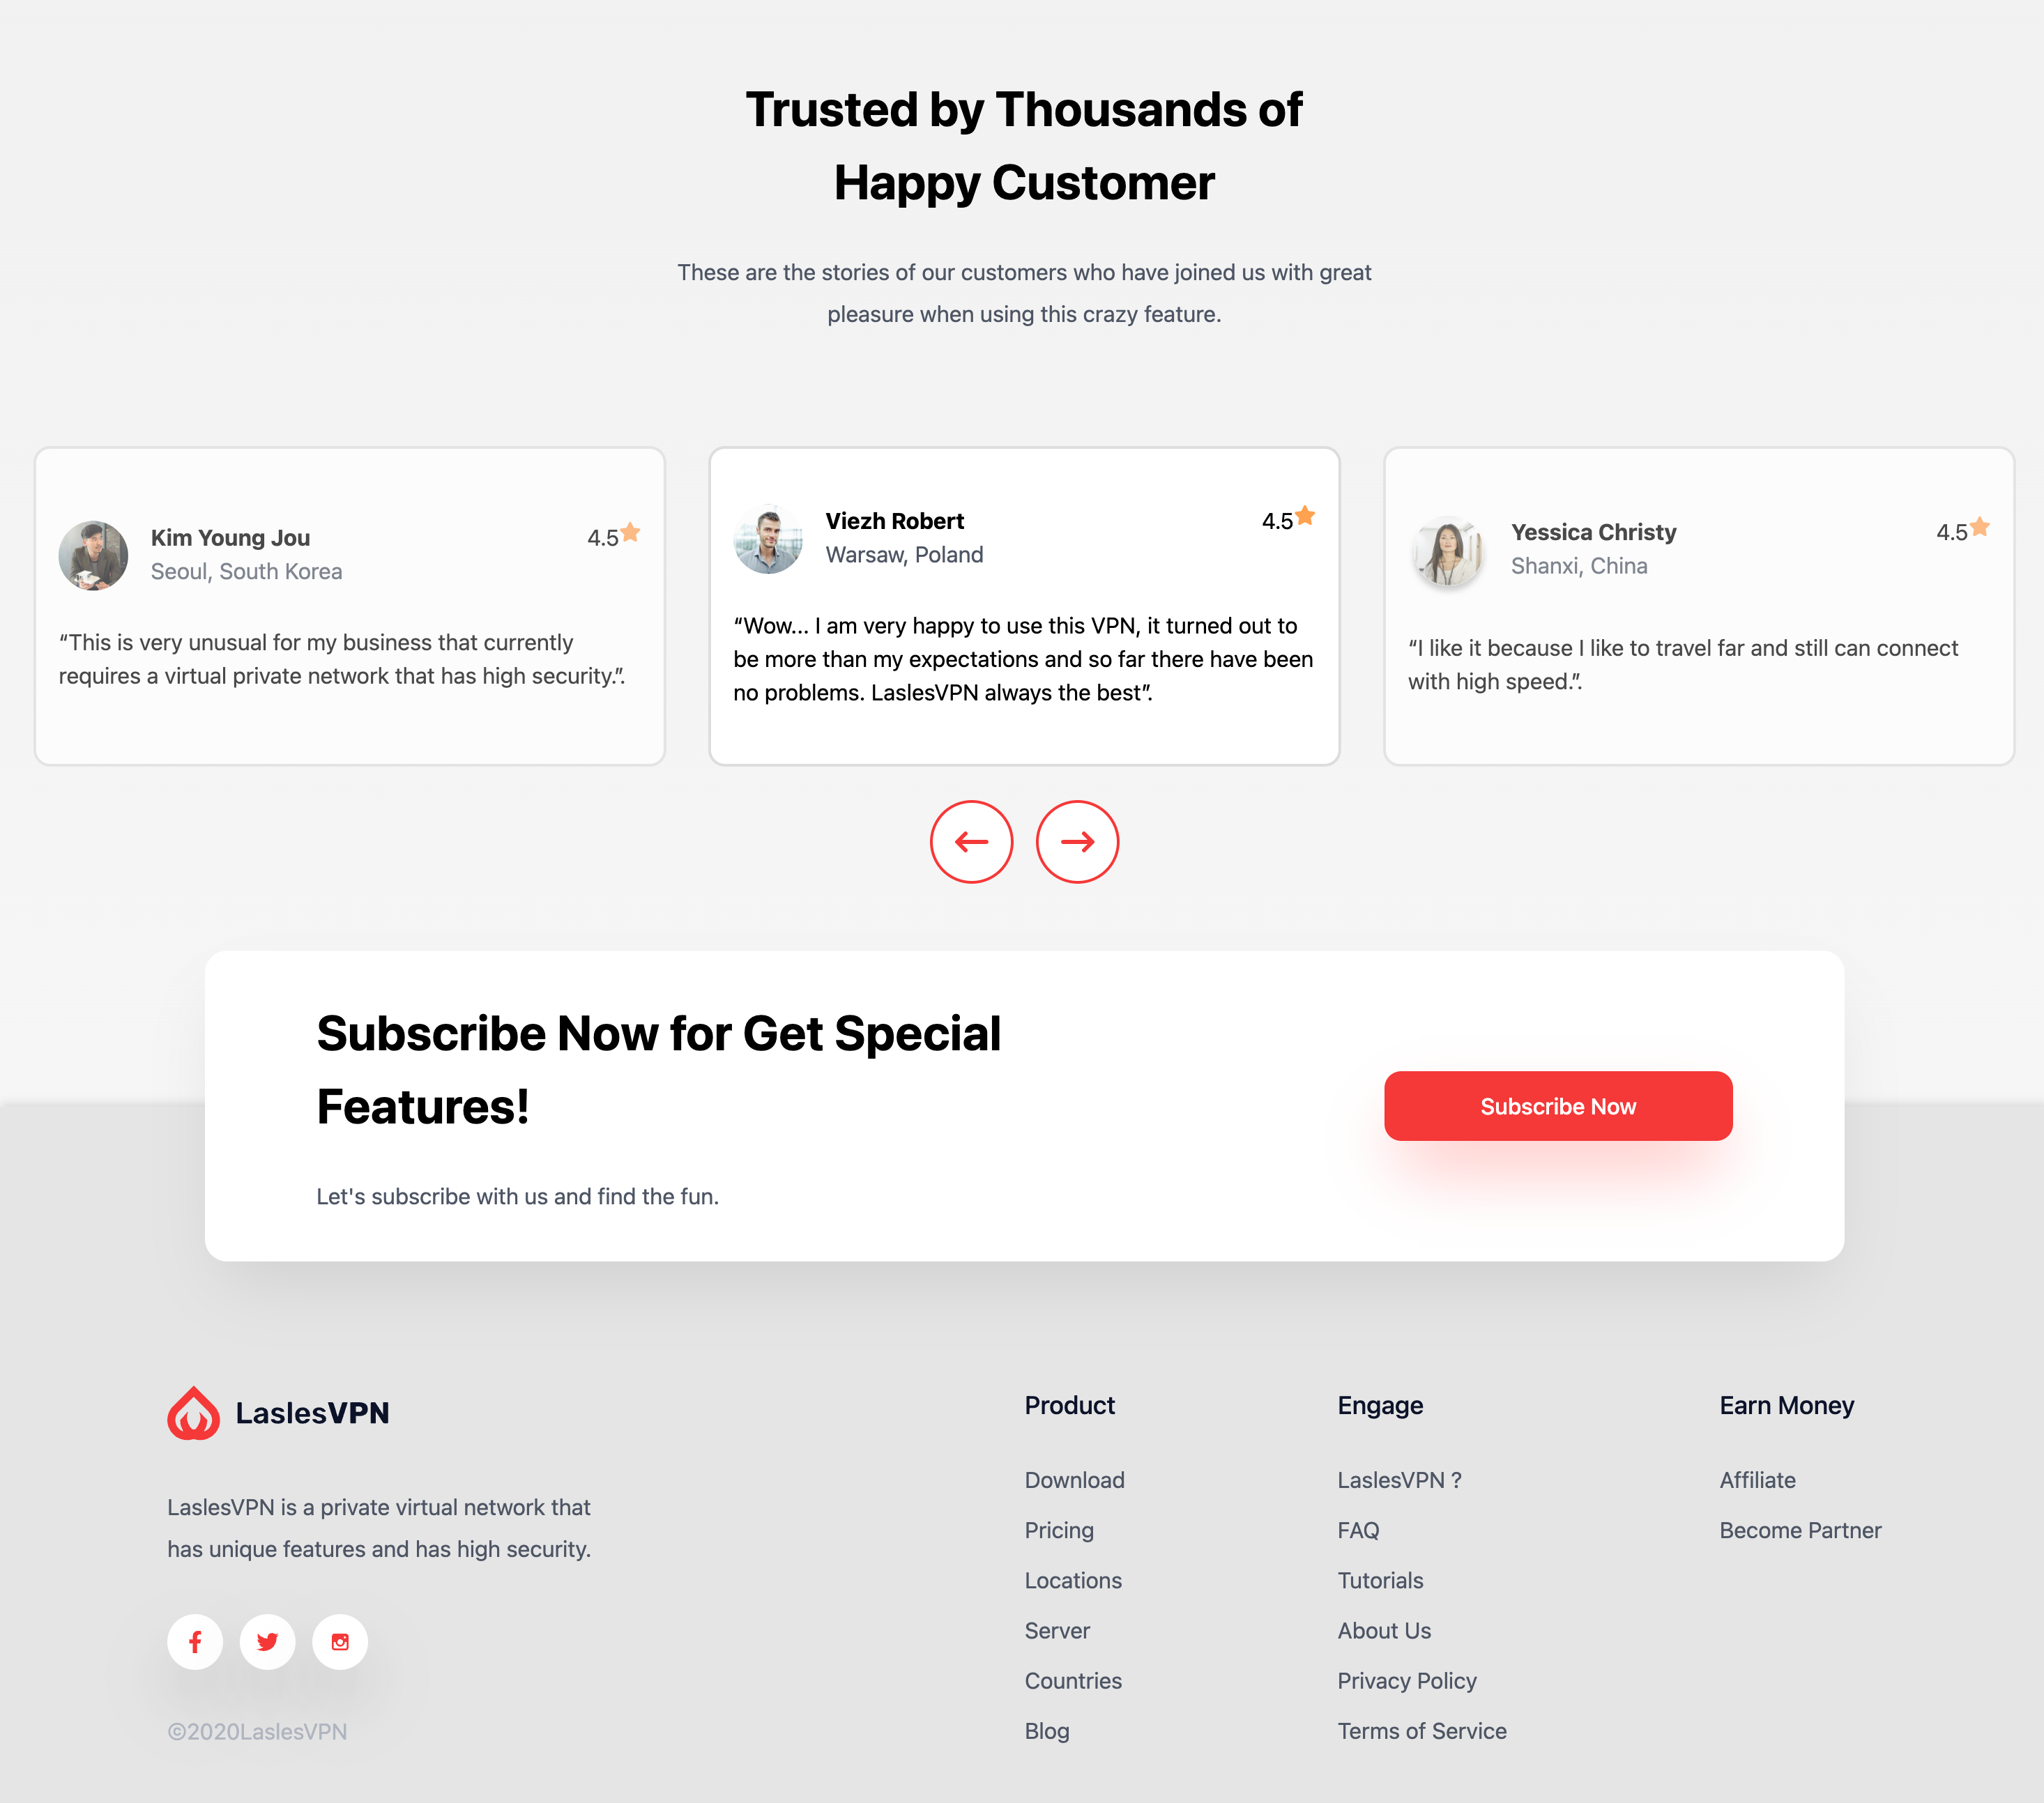 Trusted by Thousands of
Happy Customer
These are the stories of our customers who have joined us with great
pleasure when using this crazy feature.
Kim Young Jou
4.5
Seoul, South Korea
“This is very unusual for my business that currently
requires a virtual private network that has high security.”.
Viezh Robert
4.5
Warsaw, Poland
“Wow... I am very happy to use this VPN, it turned out to
be more than my expectations and so far there have been
no problems. LaslesVPN always the best”.
Yessica Christy
4.5
Shanxi, China
“I like it because I like to travel far and still can connect
with high speed.”.
Subscribe Now for Get Special
Features!
Let's subscribe with us and find the fun.
Subscribe Now
LaslesVPN
LaslesVPN is a private virtual network that
has unique features and has high security.
©2020LaslesVPN
Product
Download
Pricing
Locations
Server
Countries
Blog
Engage
LaslesVPN ?
FAQ
Tutorials
About Us
Privacy Policy
Terms of Service
Earn Money
Affiliate
Become Partner